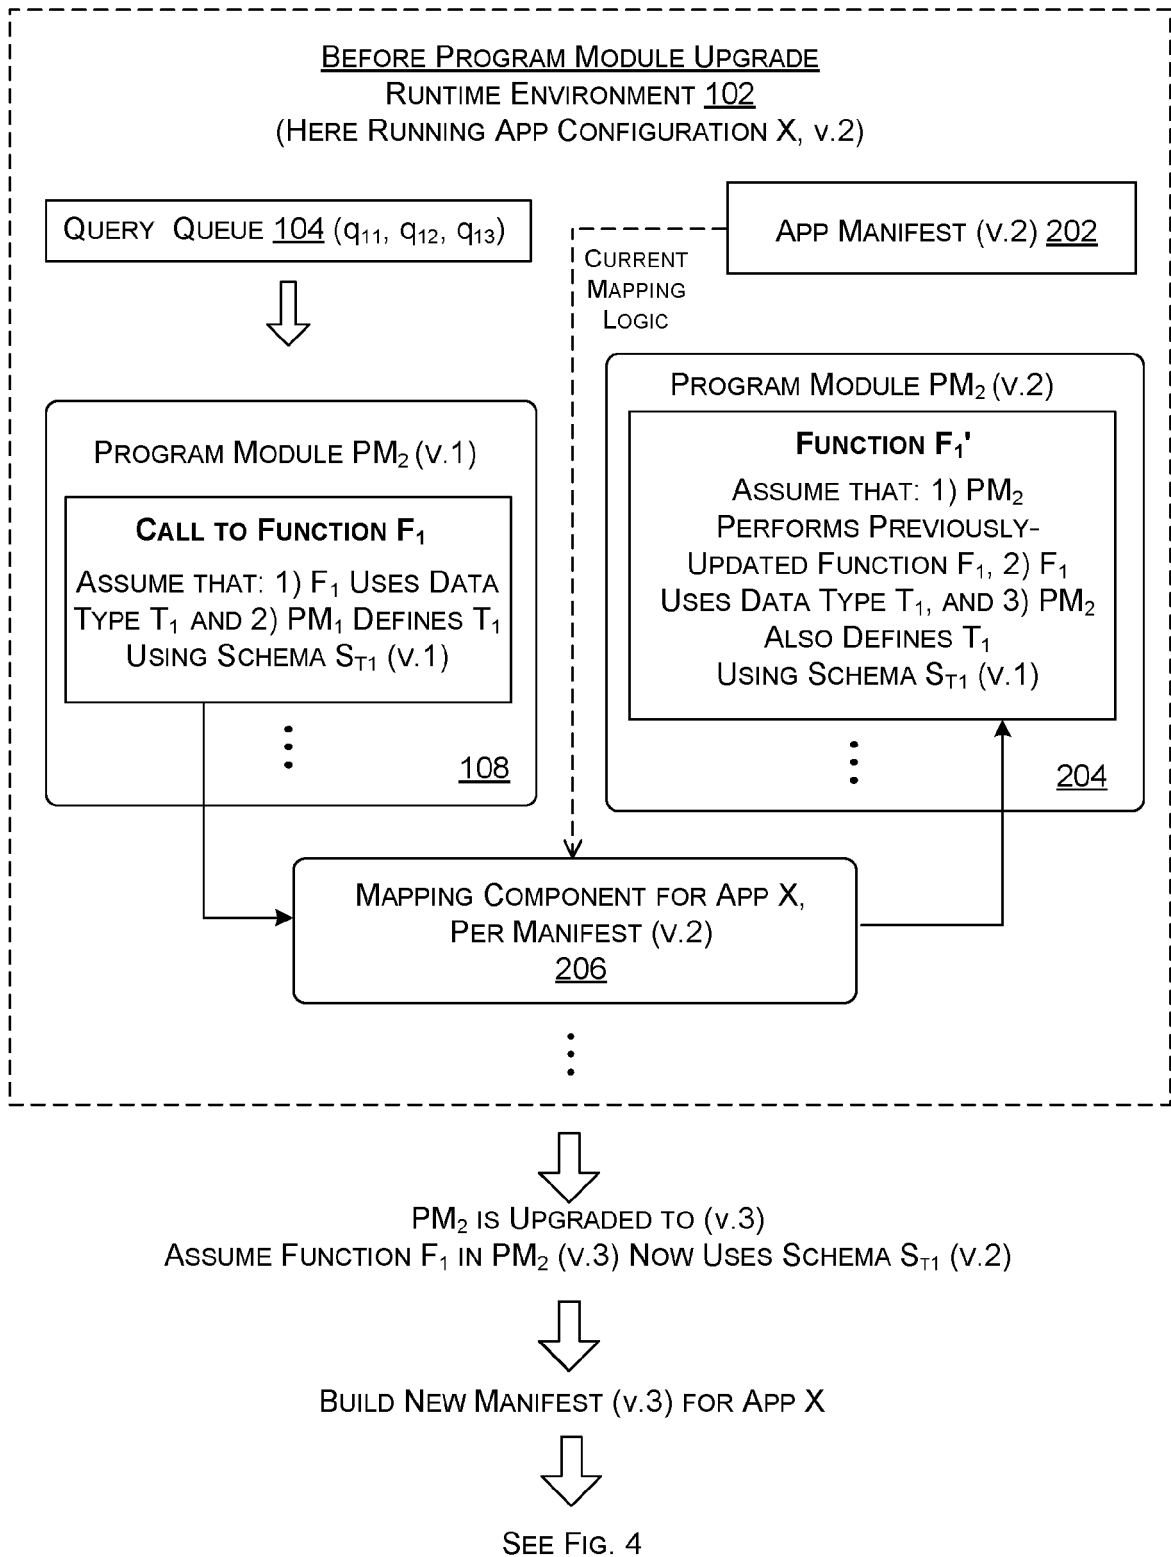 BEFORE PROGRAM MODULE UPGRADE
RUNTIME ENVIRONMENT 102
(HERE RUNNING APP CONFIGURATION X, V.2)
QUERY QUEUE 104 (q11, q12, q13)
APP MANIFEST (V.2) 202
CURRENT
MAPPING
LOGIC
PROGRAM MODULE PM2 (V.1)
CALL TO FUNCTION F1
ASSUME THAT: 1) F1 USES DATA
TYPE T1 AND 2) PM1 DEFINES T1
USING SCHEMA ST1 (V.1)
108
PROGRAM MODULE PM2 (V.2)
FUNCTION F1'
ASSUME THAT: 1) PM2
PERFORMS PREVIOUSLY-
UPDATED FUNCTION F1, 2) F1
USES DATA TYPE T1, AND 3) PM2
ALSO DEFINES T1
USING SCHEMA ST1 (V.1)
204
MAPPING COMPONENT FOR APP X,
PER MANIFEST (V.2)
206
PM2 IS UPGRADED TO (V.3)
ASSUME FUNCTION F1 IN PM2 (V.3) NOW USES SCHEMA ST1 (V.2)
BUILD NEW MANIFEST (V.3) FOR APP X
SEE FIG. 4